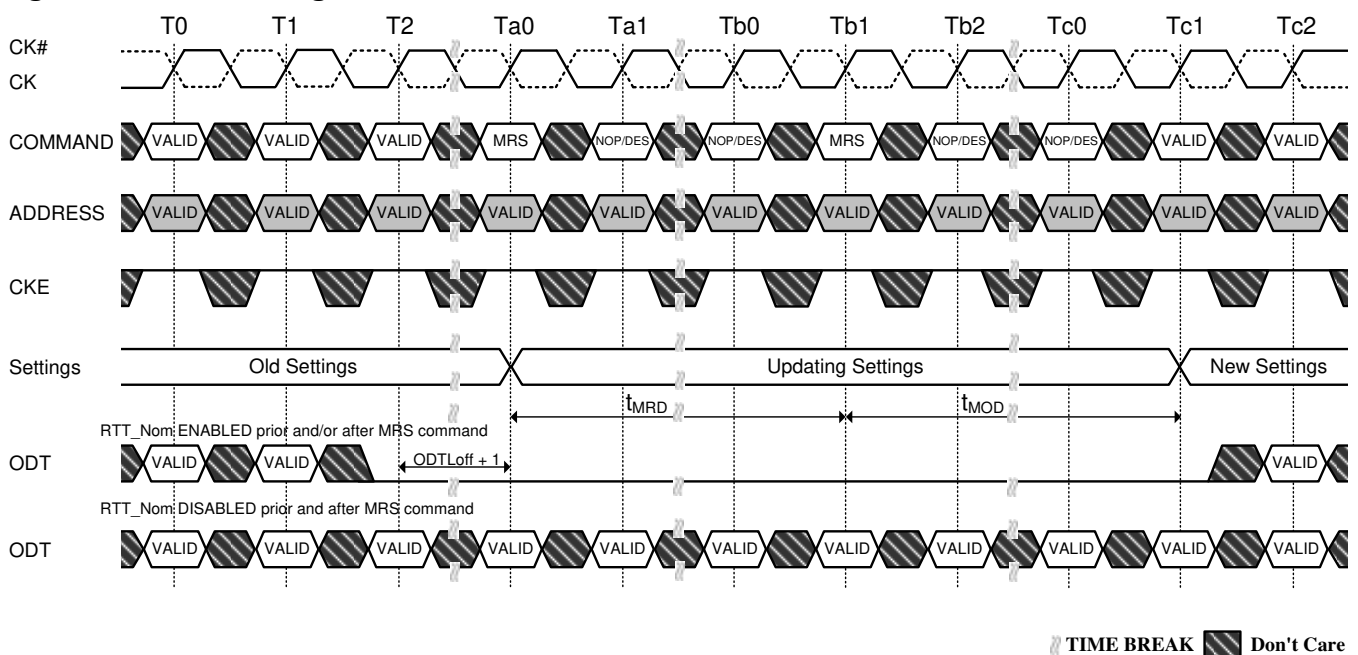 T0 T1 T2 Ta0 Ta1 Tb0 Tb1 Tb2 Tc0 Tc1 Tc2
CK#
CK
COMMAND VALID VALID VALID MRS NOP/DES NOP/DES MRS NOP/DES NOP/DES VALID VALID
ADDRESS VALID VALID VALID VALID VALID VALID VALID VALID VALID VALID VALID
CKE
Settings Old Settings Updating Settings New Settings
tMRD tMOD
RTT_Nom ENABLED prior and/or after MRS command
ODT VALID VALID ODTLoff + 1 VALID
RTT_Nom DISABLED prior and after MRS command
ODT VALID VALID VALID VALID VALID VALID VALID VALID VALID VALID VALID
TIME BREAK Don't Care